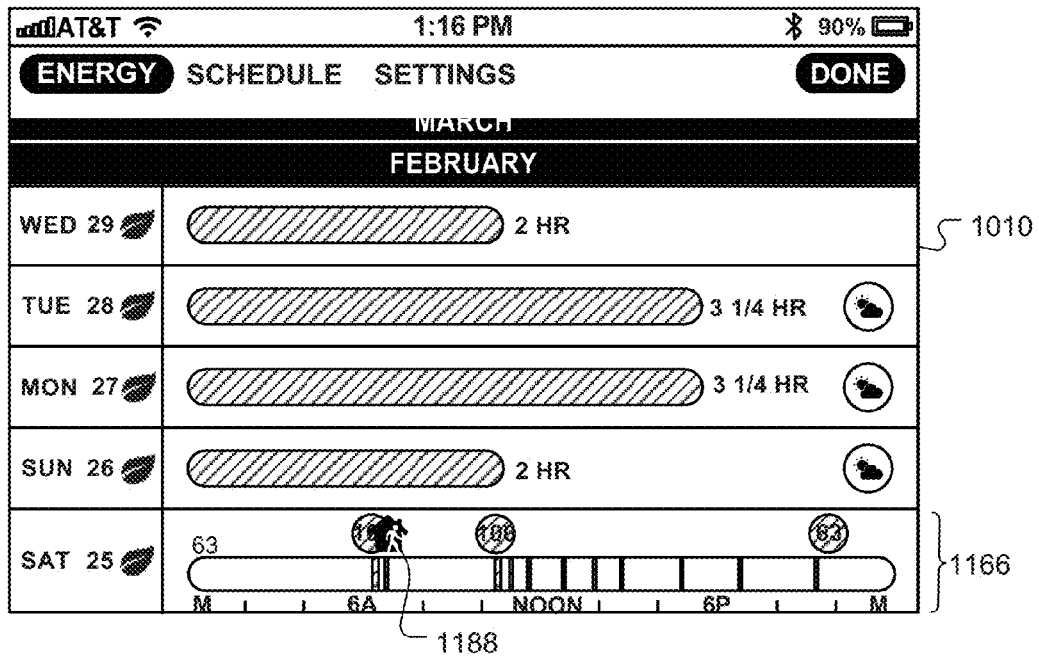 AT&T 1:16 PM 90%
ENERGY SCHEDULE SETTINGS DONE
MARCH
FEBRUARY
WED 29 2 HR
1010
TUE 28 3 1/4 HR
MON 27 3 1/4 HR
SUN 26 2 HR
63 100 63
SAT 25
1166
M 6A NOON 6P M
1188